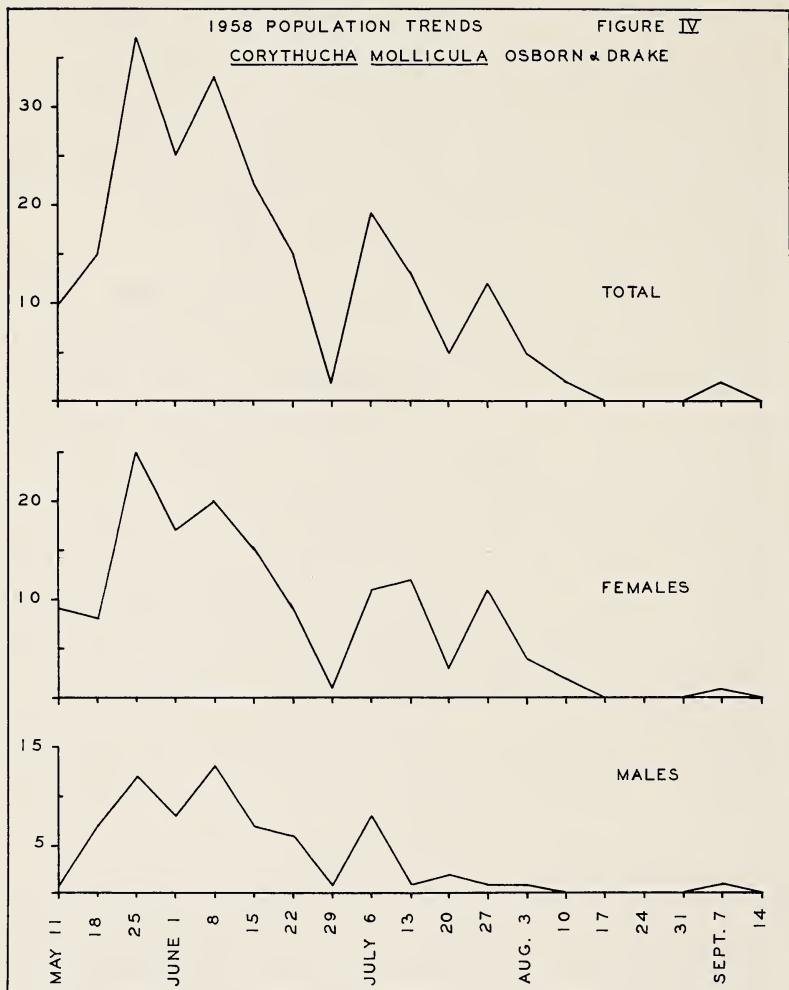 1958 POPULATION TRENDS FIGURE IV
CORYTHUCHA MOLLICULA OSBORN & DRAKE
30
20
10
TOTAL
20
10
FEMALES
15
5
MALES
MAY 11
18
25
JUNE 1
8
15
22
29
JULY 6
13
20
27
AUG. 3
10
17
24
31
SEPT. 7
14